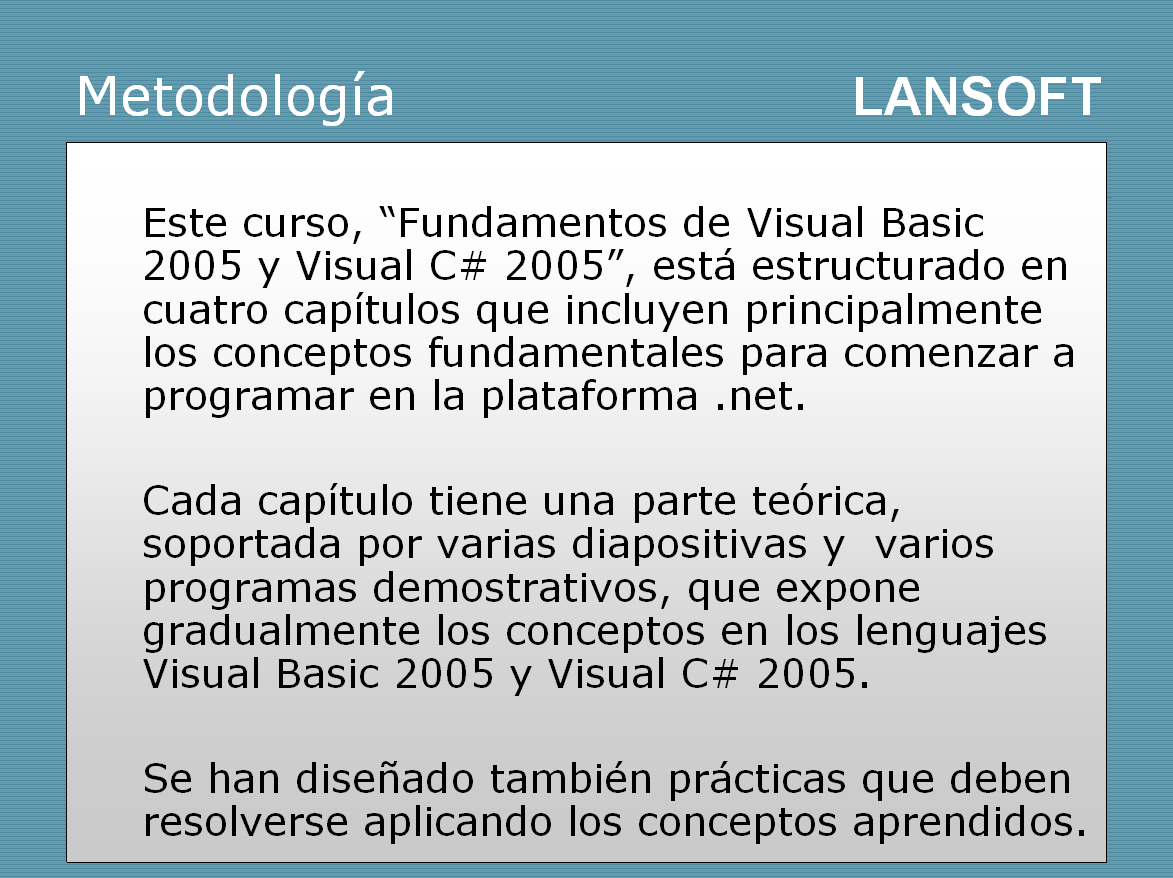 Metodología
LANSOFT
Este curso, “Fundamentos de Visual Basic
2005 y Visual C# 2005”, está estructurado en
cuatro capítulos que incluyen principalmente
los conceptos fundamentales para comenzar a
programar en la plataforma .net.
Cada capítulo tiene una parte teórica,
soportada por varias diapositivas y  varios
programas demostrativos, que expone
gradualmente los conceptos en los lenguajes
Visual Basic 2005 y Visual C# 2005.
Se han diseñado también prácticas que deben
resolverse aplicando los conceptos aprendidos.